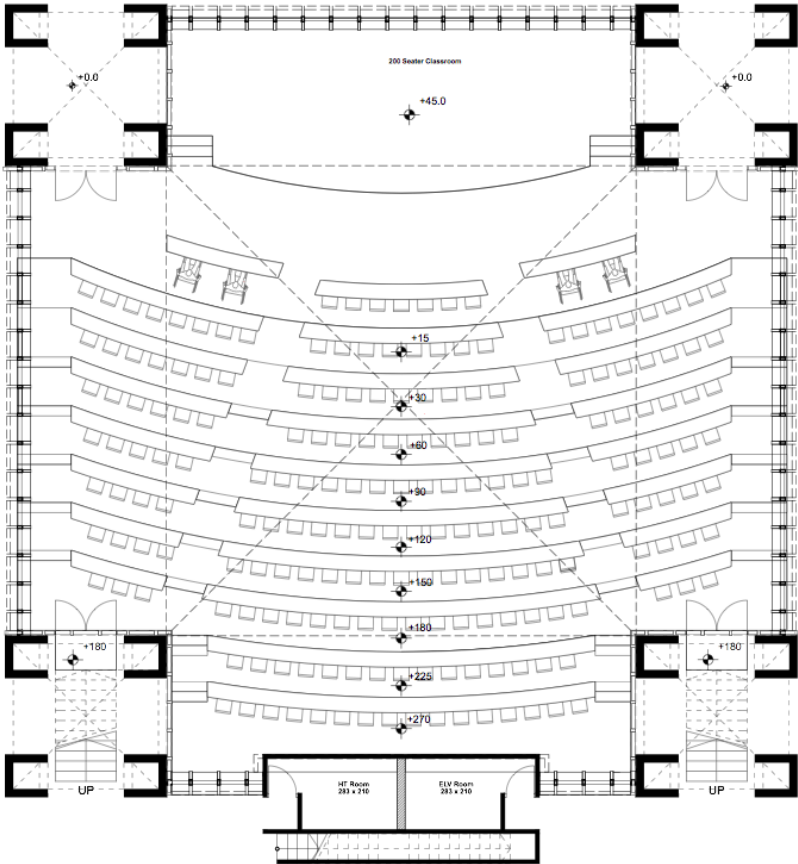 200 Seater Classroom
+0.0
+0.0
+45.0
+15
+30
+60
+90
+120
+150
+180
+180
+180
+225
+270
HT Room
283 x 210
ELV Room
283 x 210
UP
UP